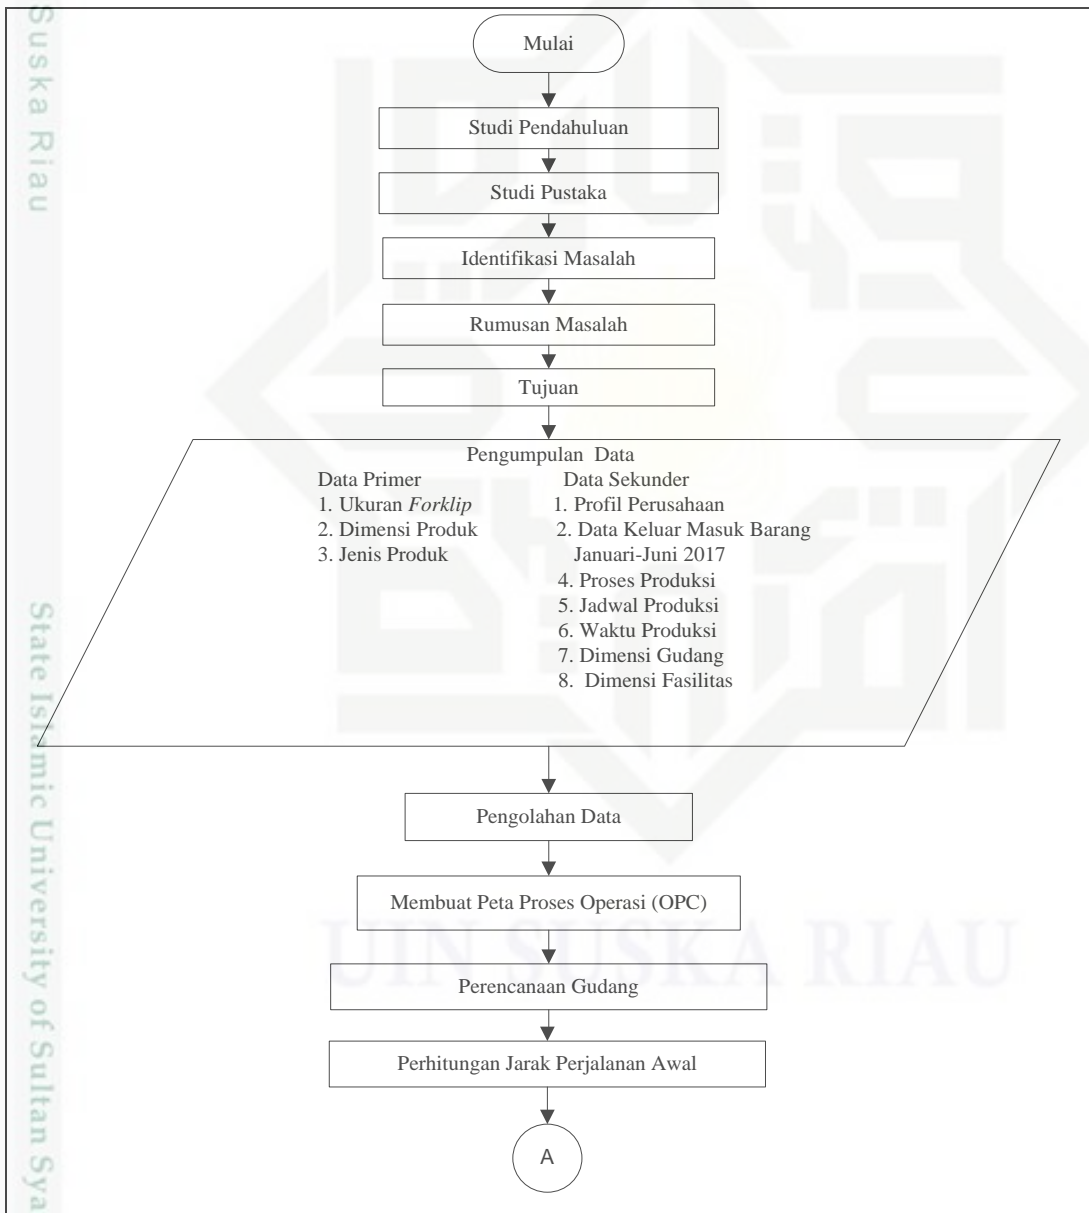 Suska Riau
State Islamic University of Sultan Sya
Mulai
Studi Pendahuluan
Studi Pustaka
Identifikasi Masalah
Rumusan Masalah
Tujuan
Pengumpulan Data
Data Primer
1. Ukuran Forklip
2. Dimensi Produk
3. Jenis Produk
Data Sekunder
1. Profil Perusahaan
2. Data Keluar Masuk Barang
Januari-Juni 2017
4. Proses Produksi
5. Jadwal Produksi
6. Waktu Produksi
7. Dimensi Gudang
8. Dimensi Fasilitas
Pengolahan Data
Membuat Peta Proses Operasi (OPC)
UIN SUSKA RIAU
Perencanaan Gudang
Perhitungan Jarak Perjalanan Awal
A